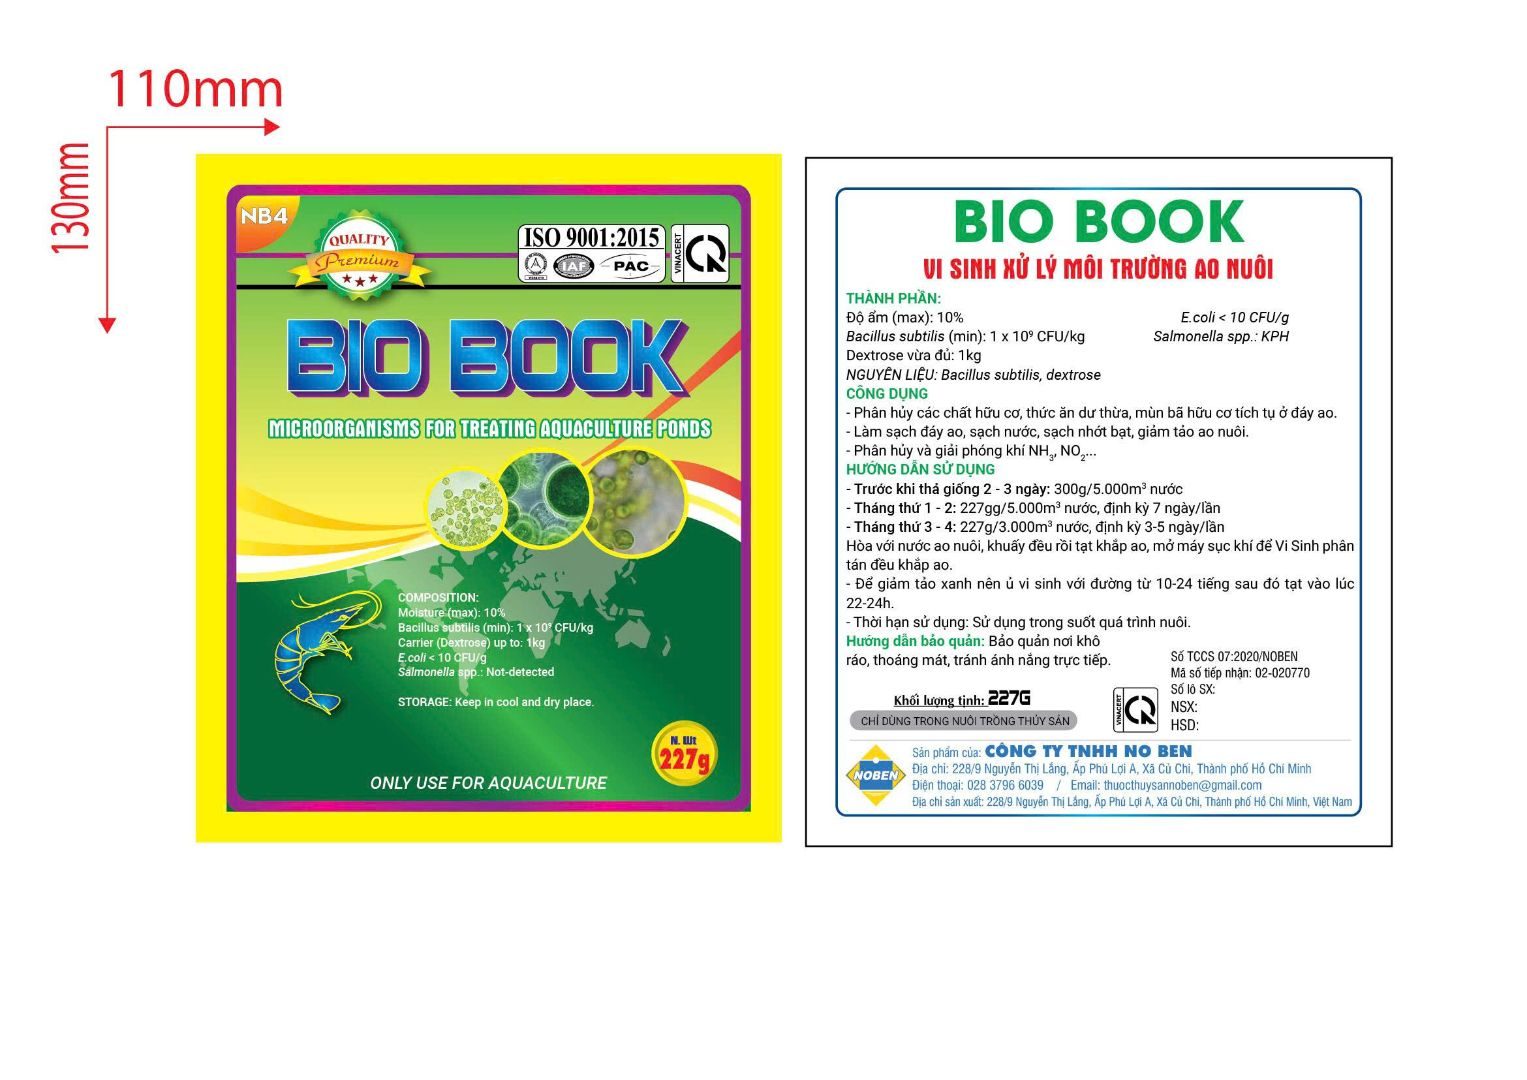 110mm
130mm
NB4
QUALITY
Premium
ISO 9001:2015
IAF
PAC
VINACERT
BIO BOOK
MICROORGANISMS FOR TREATING AQUACULTURE PONDS
COMPOSITION:
Moisture (max): 10%
Bacillus subtilis (min): 1 x 10⁹ CFU/kg
Carrier (Dextrose) up to: 1kg
E.coli < 10 CFU/g
Salmonella spp.: Not-detected
STORAGE: Keep in cool and dry place.
N. Wt
227g
ONLY USE FOR AQUACULTURE
BIO BOOK
VI SINH XỬ LÝ MÔI TRƯỜNG AO NUÔI
THÀNH PHẦN:
Độ ẩm (max): 10% E.coli < 10 CFU/g
Bacillus subtilis (min): 1 x 10⁹ CFU/kg Salmonella spp.: KPH
Dextrose vừa đủ: 1kg
NGUYÊN LIỆU: Bacillus subtilis, dextrose
CÔNG DỤNG
- Phân hủy các chất hữu cơ, thức ăn dư thừa, mùn bã hữu cơ tích tụ ở đáy ao.
- Làm sạch đáy ao, sạch nước, sạch nhớt bạt, giảm tảo ao nuôi.
- Phân hủy và giải phóng khí NH₃, NO₂...
HƯỚNG DẪN SỬ DỤNG
- Trước khi thả giống 2 - 3 ngày: 300g/5.000m³ nước
- Tháng thứ 1 - 2: 227gg/5.000m³ nước, định kỳ 7 ngày/lần
- Tháng thứ 3 - 4: 227g/3.000m³ nước, định kỳ 3-5 ngày/lần
Hòa với nước ao nuôi, khuấy đều rồi tạt khắp ao, mở máy sục khí để Vi Sinh phân
tán đều khắp ao.
- Để giảm tảo xanh nên ủ vi sinh với đường từ 10-24 tiếng sau đó tạt vào lúc
22-24h.
- Thời hạn sử dụng: Sử dụng trong suốt quá trình nuôi.
Hướng dẫn bảo quản: Bảo quản nơi khô
ráo, thoáng mát, tránh ánh nắng trực tiếp.
Số TCCS 07:2020/NOBEN
Mã số tiếp nhận: 02-020770
Số lô SX:
NSX:
HSD:
Khối lượng tịnh: 227G
CHỈ DÙNG TRONG NUÔI TRỒNG THỦY SẢN
VINACERT
NOBEN
Sản phẩm của: CÔNG TY TNHH NO BEN
Địa chỉ: 228/9 Nguyễn Thị Lắng, Ấp Phú Lợi A, Xã Củ Chi, Thành phố Hồ Chí Minh
Điện thoại: 028 3796 6039 / Email: thuocthuysannoben@gmail.com
Địa chỉ sản xuất: 228/9 Nguyễn Thị Lắng, Ấp Phú Lợi A, Xã Củ Chi, Thành phố Hồ Chí Minh, Việt Nam